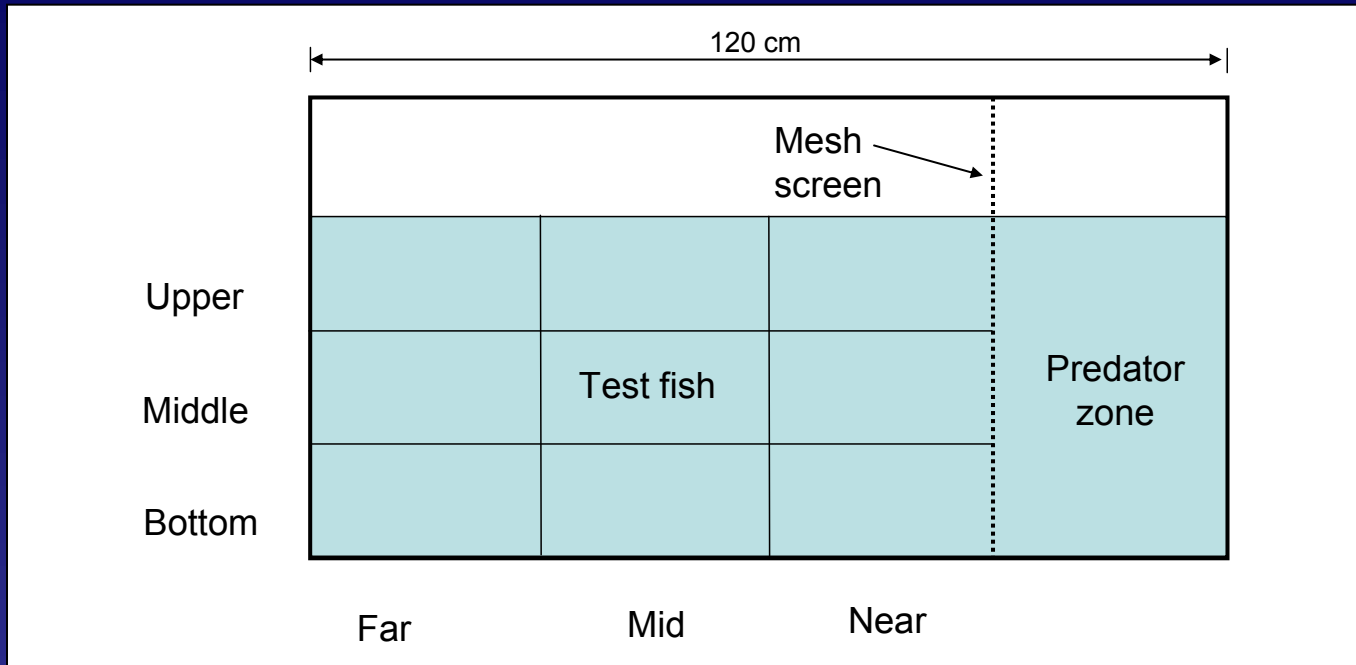 120 cm
Mesh
screen
Upper
Middle
Bottom
Test fish
Predator
zone
Far
Mid
Near